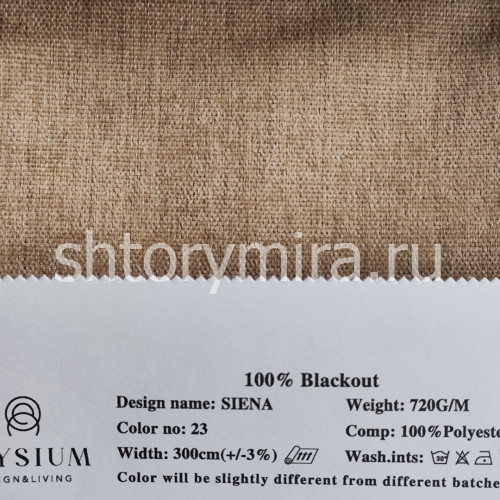 shtorymira.ru
100% Blackout
Design name: SIENA Weight: 720G/M
Color no: 23 Comp: 100%Polyeste
Width: 300cm(+/-3%) Wash.ints: 30°
YSIUM
GN&LIVING
Color will be slightly different from different batche